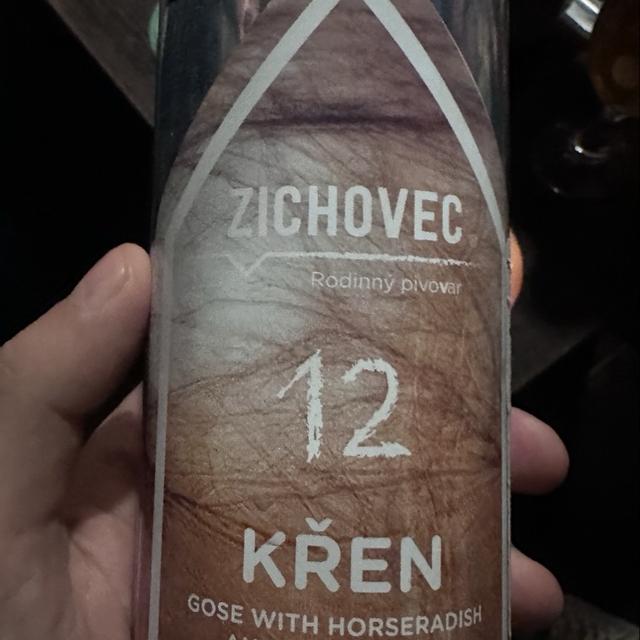 ZICHOVEC
Rodinný pivovar
12
KŘEN
GOSE WITH HORSERADISH